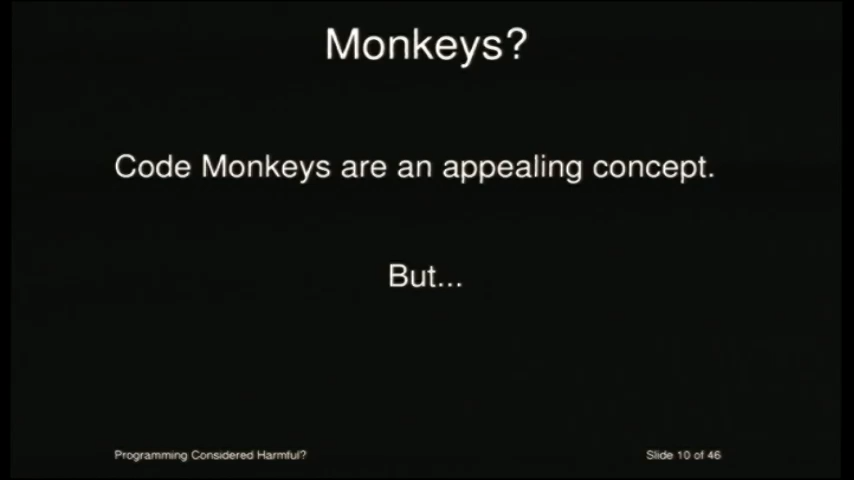 Monkeys?
Code Monkeys are an appealing concept.
But...
Programming Considered Harmful?
Slide 10 of 46